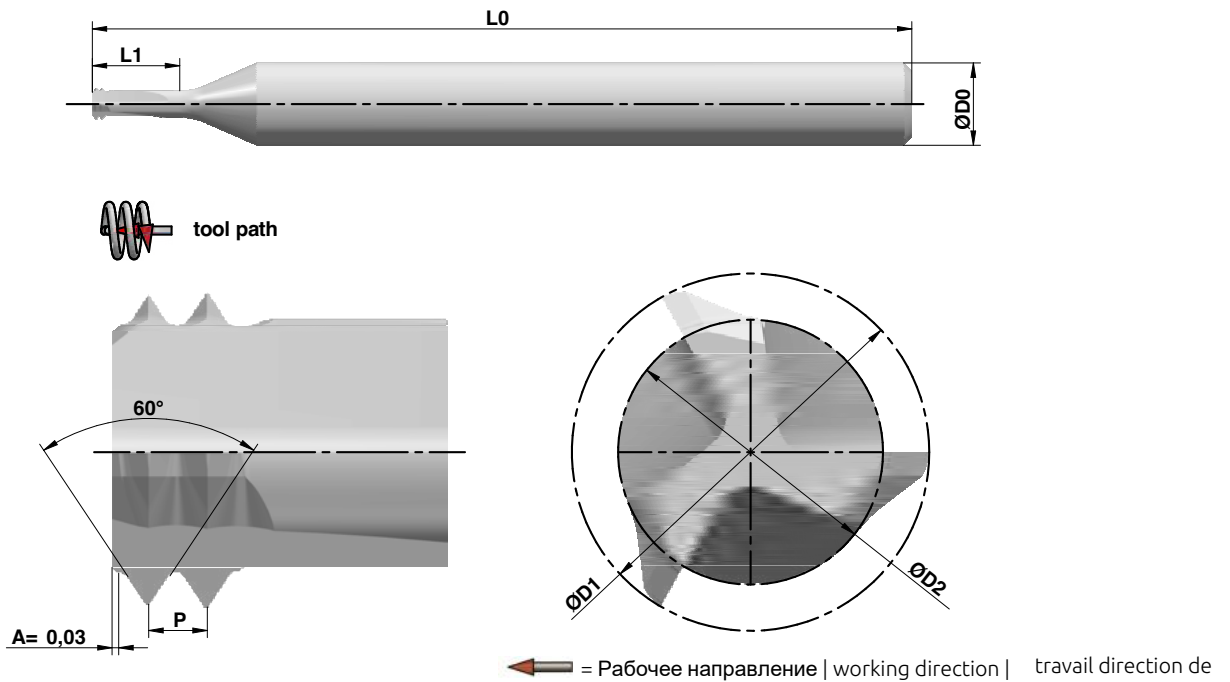 L0
L1
ØD0
tool path
60°
ØD1
ØD2
P
A= 0,03
= Рабочее направление | working direction | travail direction de